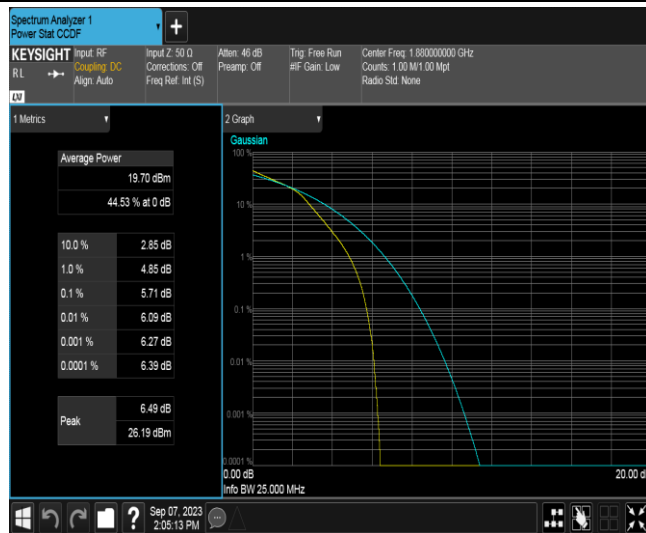 Spectrum Analyzer 1
Power Stat CCDF
+
KEYSIGHT
RL
LXI
Input: RF
Coupling: DC
Align: Auto
Input Z: 50 Ω
Corrections: Off
Freq Ref: Int (S)
Atten: 46 dB
Preamp: Off
Trig: Free Run
#IF Gain: Low
Center Freq: 1.880000000 GHz
Counts: 1.00 M/1.00 Mpt
Radio Std: None
1 Metrics
Average Power
19.70 dBm
44.53 % at 0 dB
10.0 % 2.85 dB
1.0 % 4.85 dB
0.1 % 5.71 dB
0.01 % 6.09 dB
0.001 % 6.27 dB
0.0001 % 6.39 dB
Peak
6.49 dB
26.19 dBm
2 Graph
Gaussian
100 %
10 %
1 %
0.1 %
0.01 %
0.001 %
0.0001 %
0.00 dB
20.00 d
Info BW 25.000 MHz
?
Sep 07, 2023
2:05:13 PM